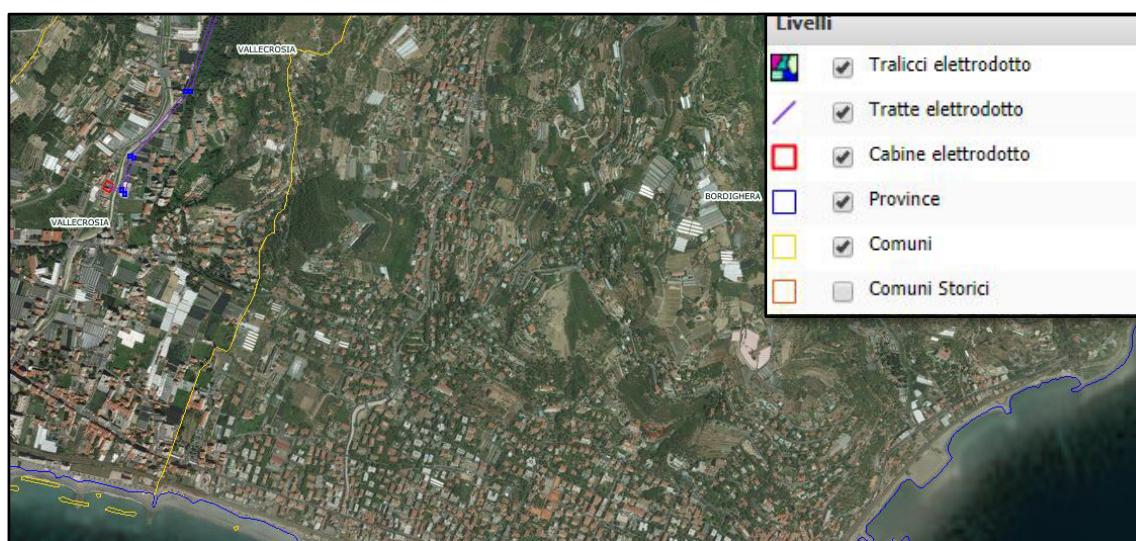 VALLECROSIA
VALLECROSIA
BORDIGHERA
Livelli
Tralicci elettrodotto
Tratte elettrodotto
Cabine elettrodotto
Province
Comuni
Comuni Storici